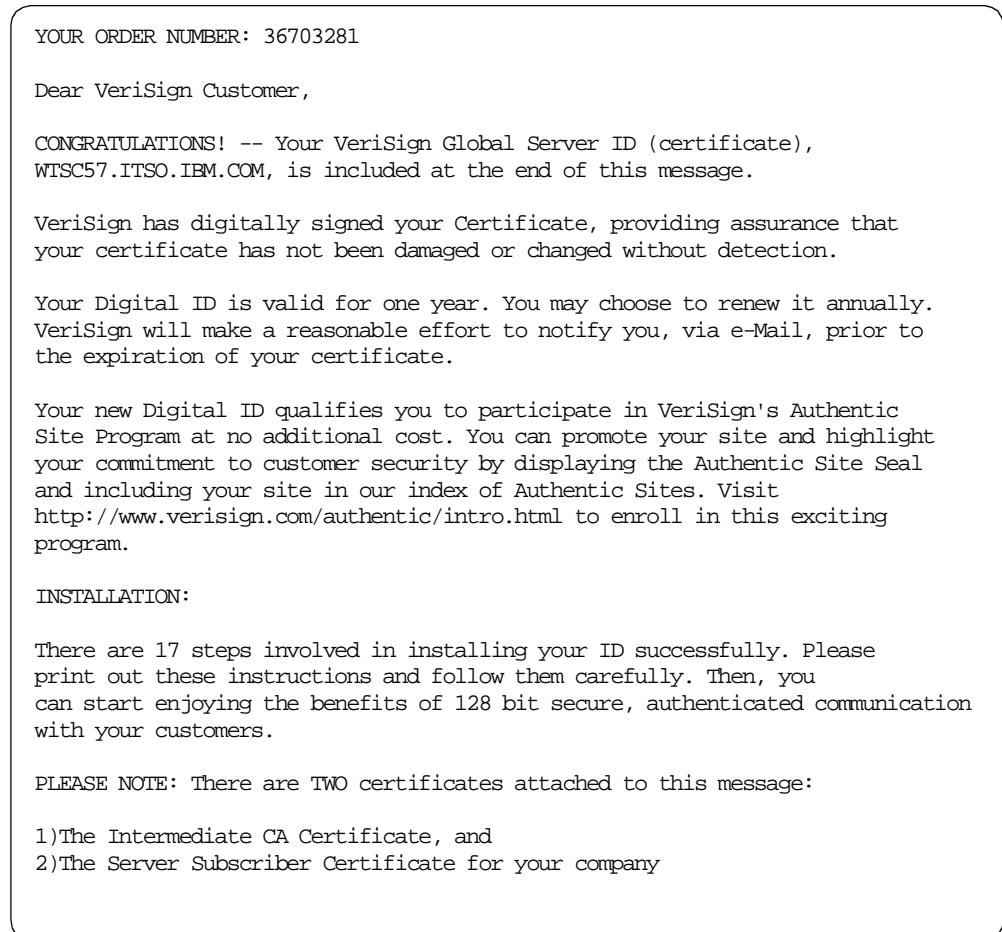 YOUR ORDER NUMBER: 36703281
Dear VeriSign Customer,
CONGRATULATIONS! -- Your VeriSign Global Server ID (certificate),
WTSC57.ITSO.IBM.COM, is included at the end of this message.
VeriSign has digitally signed your Certificate, providing assurance that
your certificate has not been damaged or changed without detection.
Your Digital ID is valid for one year. You may choose to renew it annually.
VeriSign will make a reasonable effort to notify you, via e-Mail, prior to
the expiration of your certificate.
Your new Digital ID qualifies you to participate in VeriSign's Authentic
Site Program at no additional cost. You can promote your site and highlight
your commitment to customer security by displaying the Authentic Site Seal
and including your site in our index of Authentic Sites. Visit
http://www.verisign.com/authentic/intro.html to enroll in this exciting
program.
INSTALLATION:
There are 17 steps involved in installing your ID successfully. Please
print out these instructions and follow them carefully. Then, you
can start enjoying the benefits of 128 bit secure, authenticated communication
with your customers.
PLEASE NOTE: There are TWO certificates attached to this message:
1)The Intermediate CA Certificate, and
2)The Server Subscriber Certificate for your company